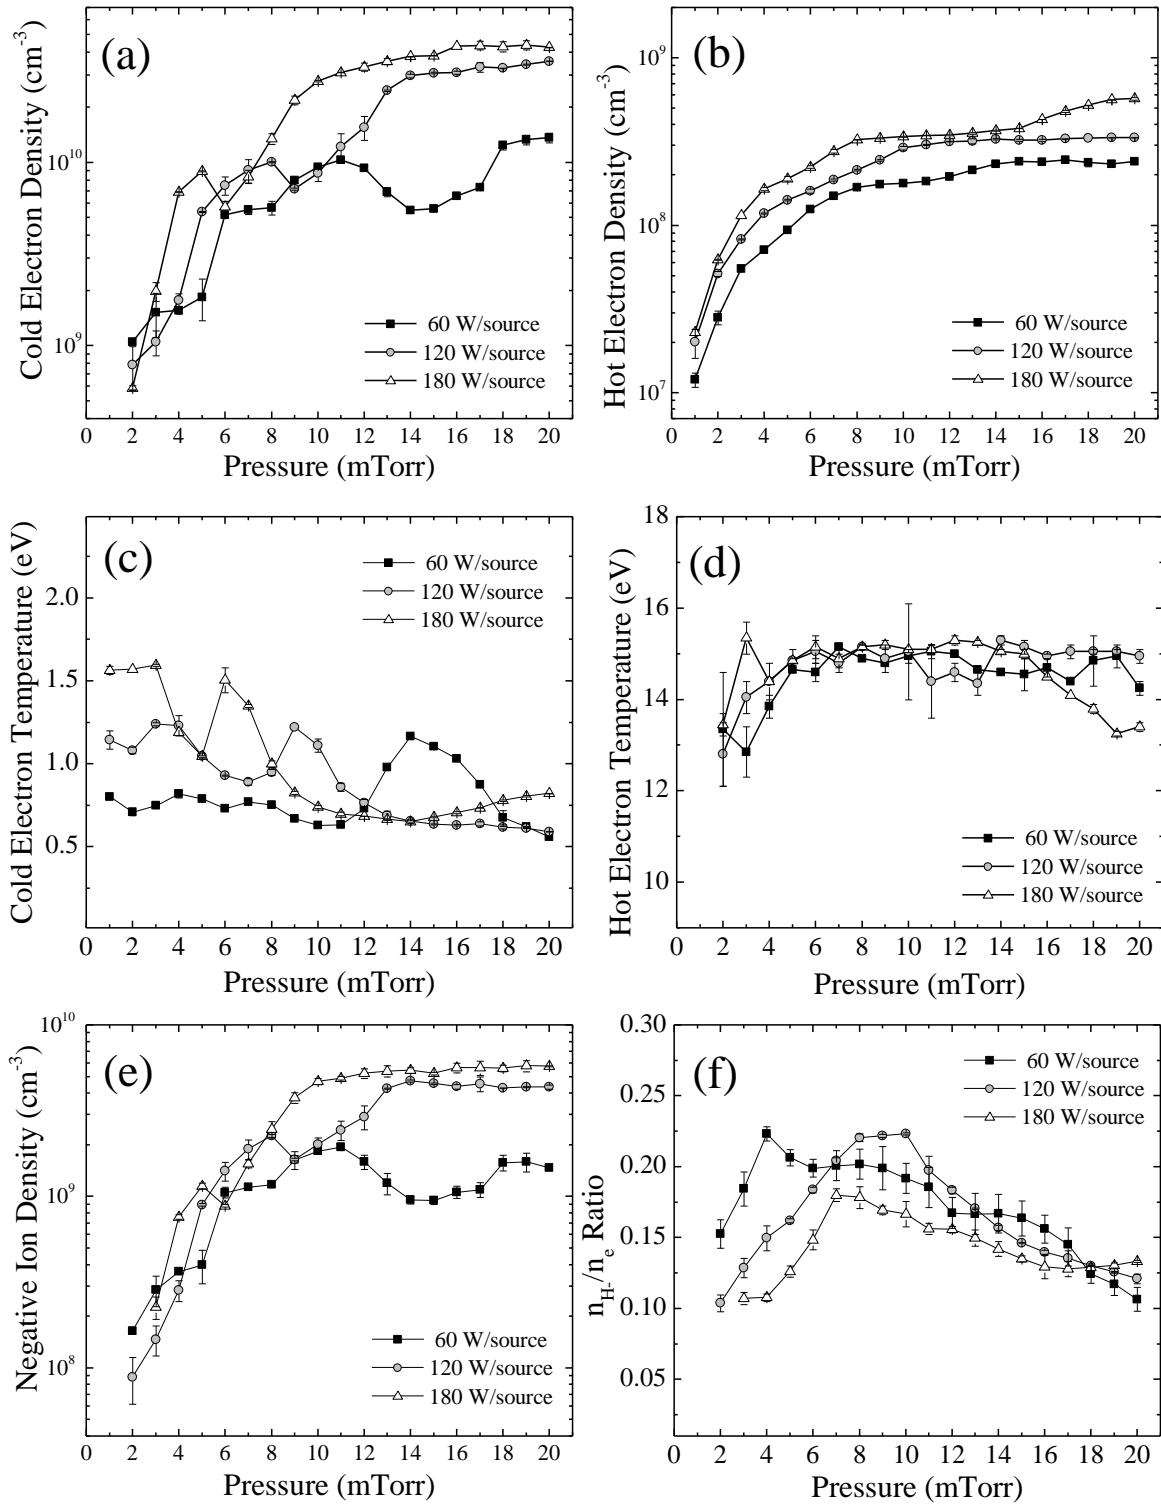 (a)
Cold Electron Density (cm-3)
10^10
10^9
60 W/source
120 W/source
180 W/source
0 2 4 6 8 10 12 14 16 18 20
Pressure (mTorr)
(b)
Hot Electron Density (cm-3)
10^9
10^8
10^7
60 W/source
120 W/source
180 W/source
0 2 4 6 8 10 12 14 16 18 20
Pressure (mTorr)
(c)
Cold Electron Temperature (eV)
2.0
1.5
1.0
0.5
60 W/source
120 W/source
180 W/source
0 2 4 6 8 10 12 14 16 18 20
Pressure (mTorr)
(d)
Hot Electron Temperature (eV)
18
16
14
12
10
60 W/source
120 W/source
180 W/source
0 2 4 6 8 10 12 14 16 18 20
Pressure (mTorr)
(e)
Negative Ion Density (cm-3)
10^10
10^9
10^8
60 W/source
120 W/source
180 W/source
0 2 4 6 8 10 12 14 16 18 20
Pressure (mTorr)
(f)
nH-/ne Ratio
0.30
0.25
0.20
0.15
0.10
0.05
60 W/source
120 W/source
180 W/source
0 2 4 6 8 10 12 14 16 18 20
Pressure (mTorr)